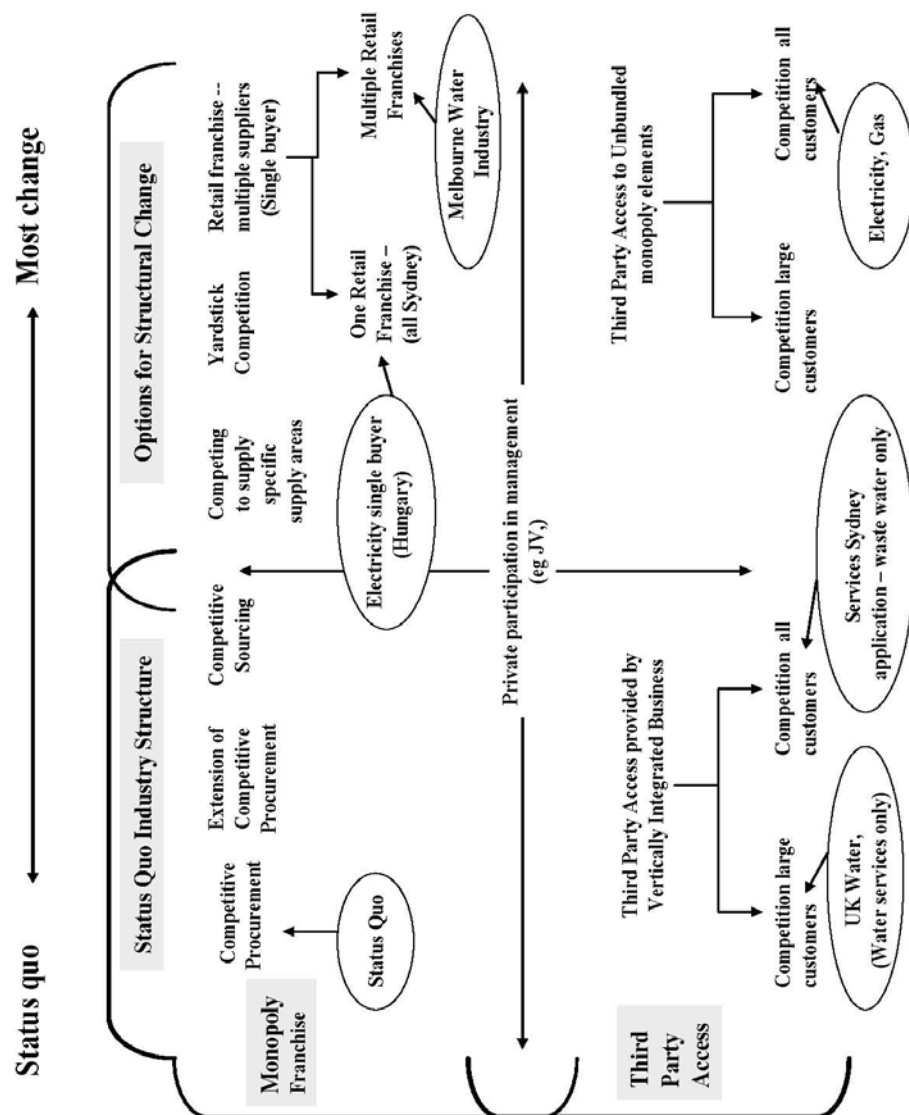 Status quo
Most change
Status Quo Industry Structure
Options for Structural Change
Monopoly
Franchise
Competitive
Procurement
Extension of
Competitive
Procurement
Competitive
Sourcing
Competing
to supply
specific
supply areas
Yardstick
Competition
Retail franchise --
multiple suppliers
(Single buyer)
Status Quo
Electricity single buyer
(Hungary)
One Retail
Franchise –
(all Sydney)
Multiple Retail
Franchises
Melbourne Water
Industry
Private participation in management
(eg JV,)
Third
Party
Access
Third Party Access provided by
Vertically Integrated Business
Third Party Access to Unbundled
monopoly elements
Competition large
customers
Competition all
customers
Competition large
customers
Competition all
customers
UK Water,
(Water services only)
Services Sydney
application – waste water only
Electricity, Gas